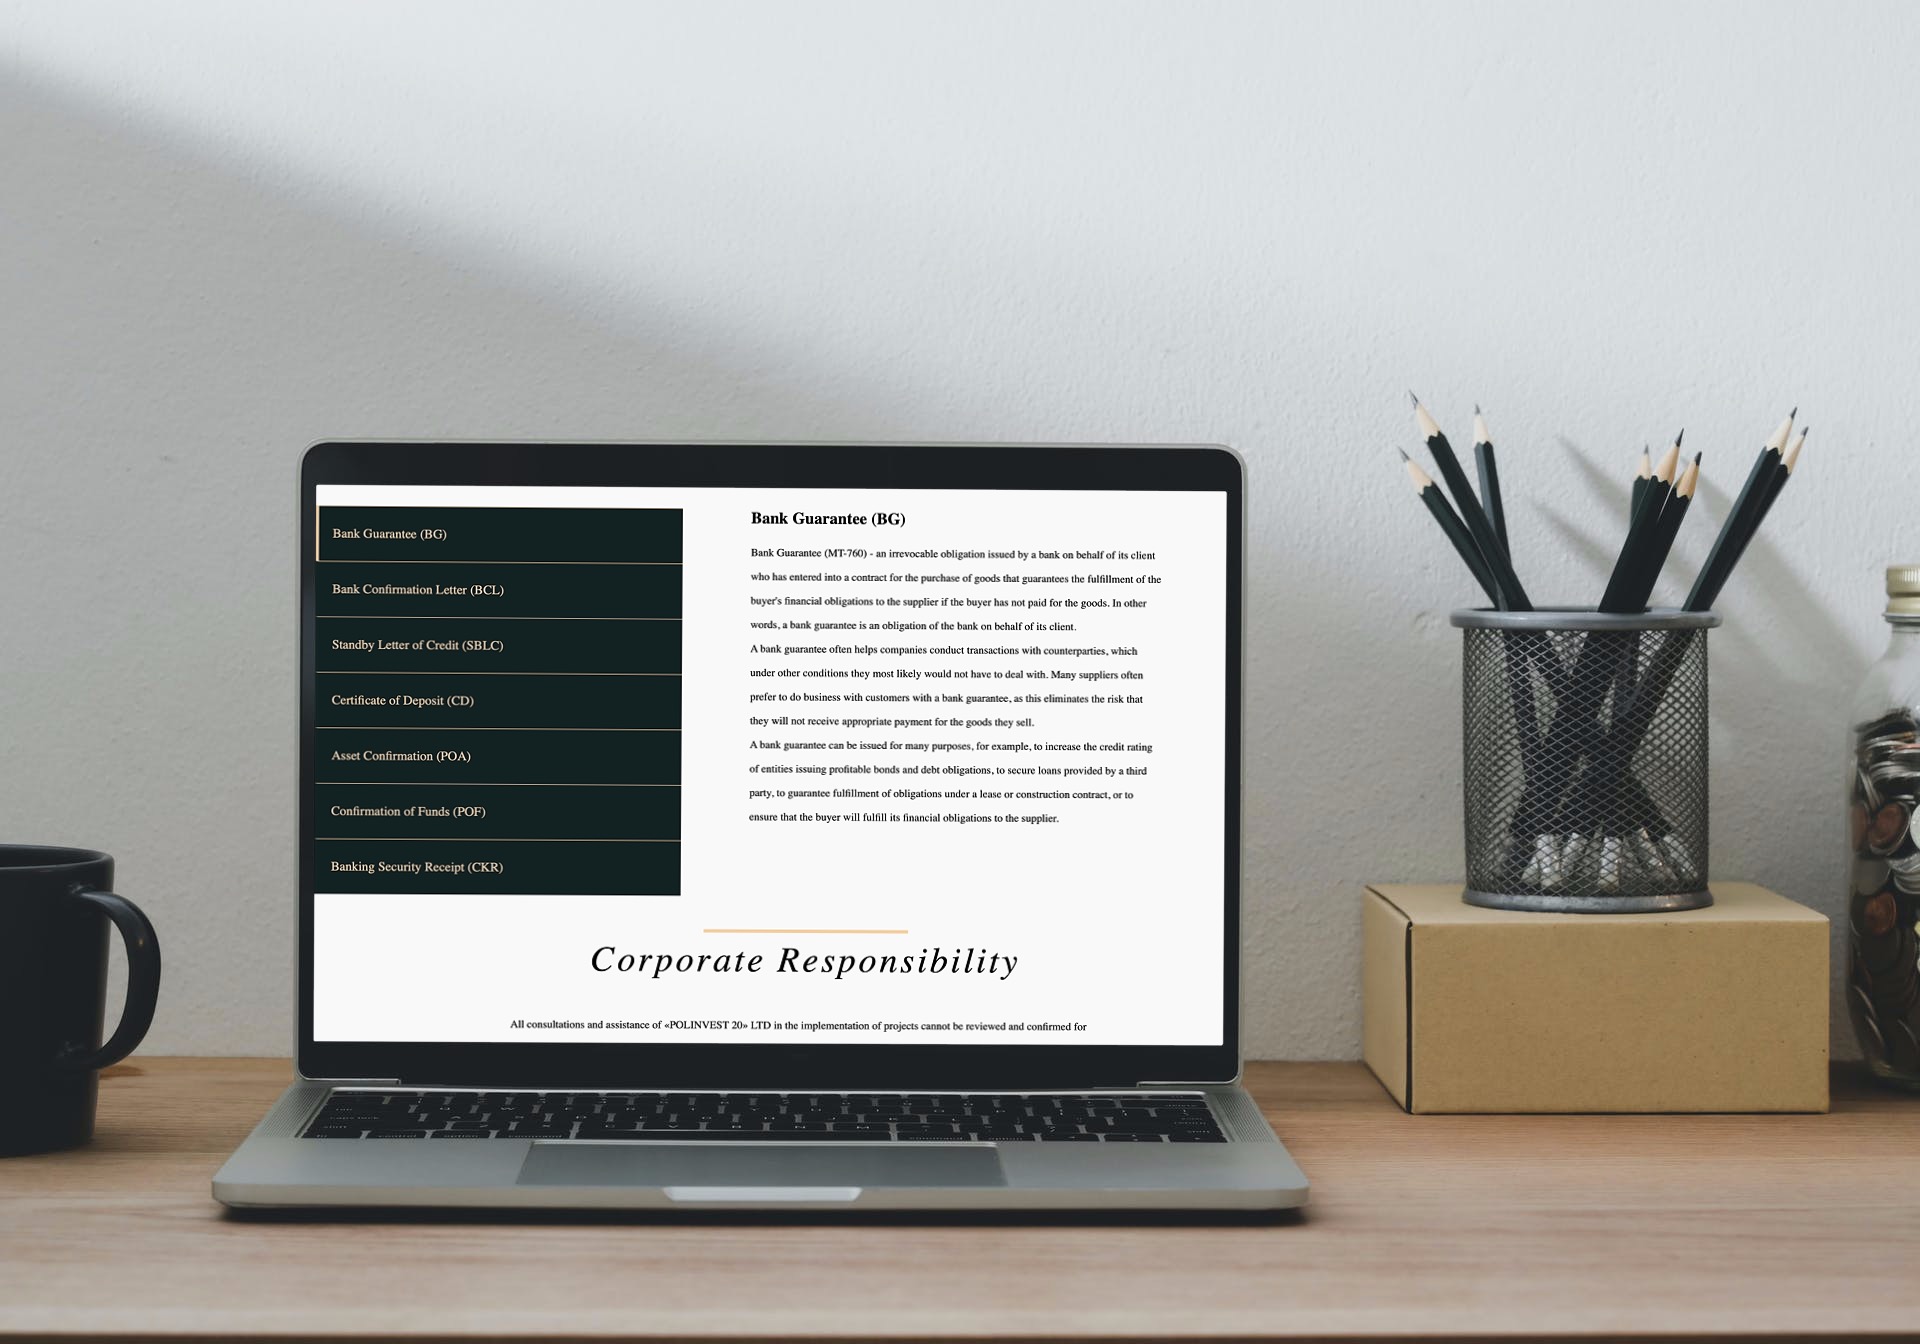 Bank Guarantee (BG)
Bank Confirmation Letter (BCL)
Standby Letter of Credit (SBLC)
Certificate of Deposit (CD)
Asset Confirmation (POA)
Confirmation of Funds (POF)
Banking Security Receipt (CKR)
Bank Guarantee (BG)
Bank Guarantee (MT-760) - an irrevocable obligation issued by a bank on behalf of its client
who has entered into a contract for the purchase of goods that guarantees the fulfillment of the
buyer's financial obligations to the supplier if the buyer has not paid for the goods. In other
words, a bank guarantee is an obligation of the bank on behalf of its client.
A bank guarantee often helps companies conduct transactions with counterparties, which
under other conditions they most likely would not have to deal with. Many suppliers often
prefer to do business with customers with a bank guarantee, as this eliminates the risk that
they will not receive appropriate payment for the goods they sell.
A bank guarantee can be issued for many purposes, for example, to increase the credit rating
of entities issuing profitable bonds and debt obligations, to secure loans provided by a third
party, to guarantee fulfillment of obligations under a lease or construction contract, or to
ensure that the buyer will fulfill its financial obligations to the supplier.
Corporate Responsibility
All consultations and assistance of «POLINVEST 20» LTD in the implementation of projects cannot be reviewed and confirmed for